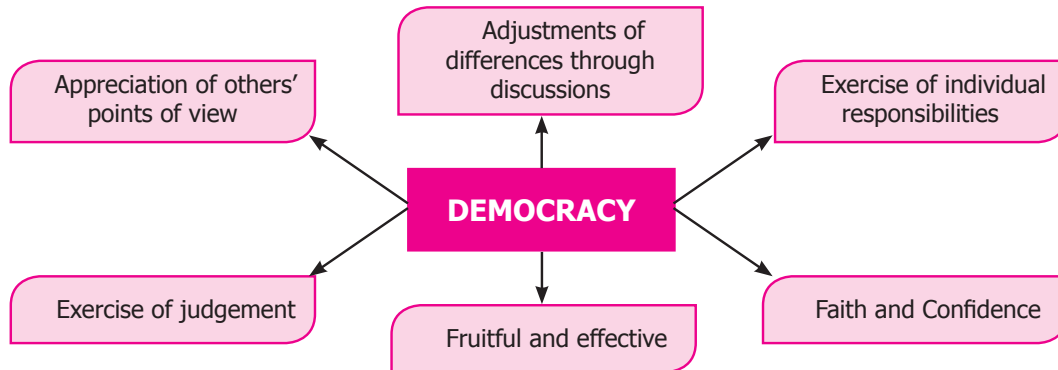 Adjustments of
differences through
discussions
Appreciation of others’
points of view
Exercise of individual
responsibilities
DEMOCRACY
Exercise of judgement
Fruitful and effective
Faith and Confidence